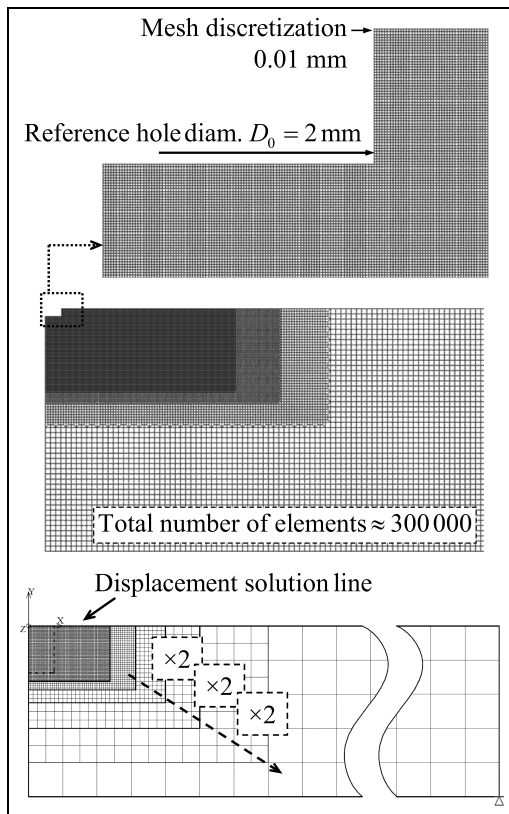 Mesh discretization
0.01 mm
Reference hole diam. D₀ = 2 mm
Total number of elements ≈ 300 000
Displacement solution line
Y
Z X
×2
×2
×2